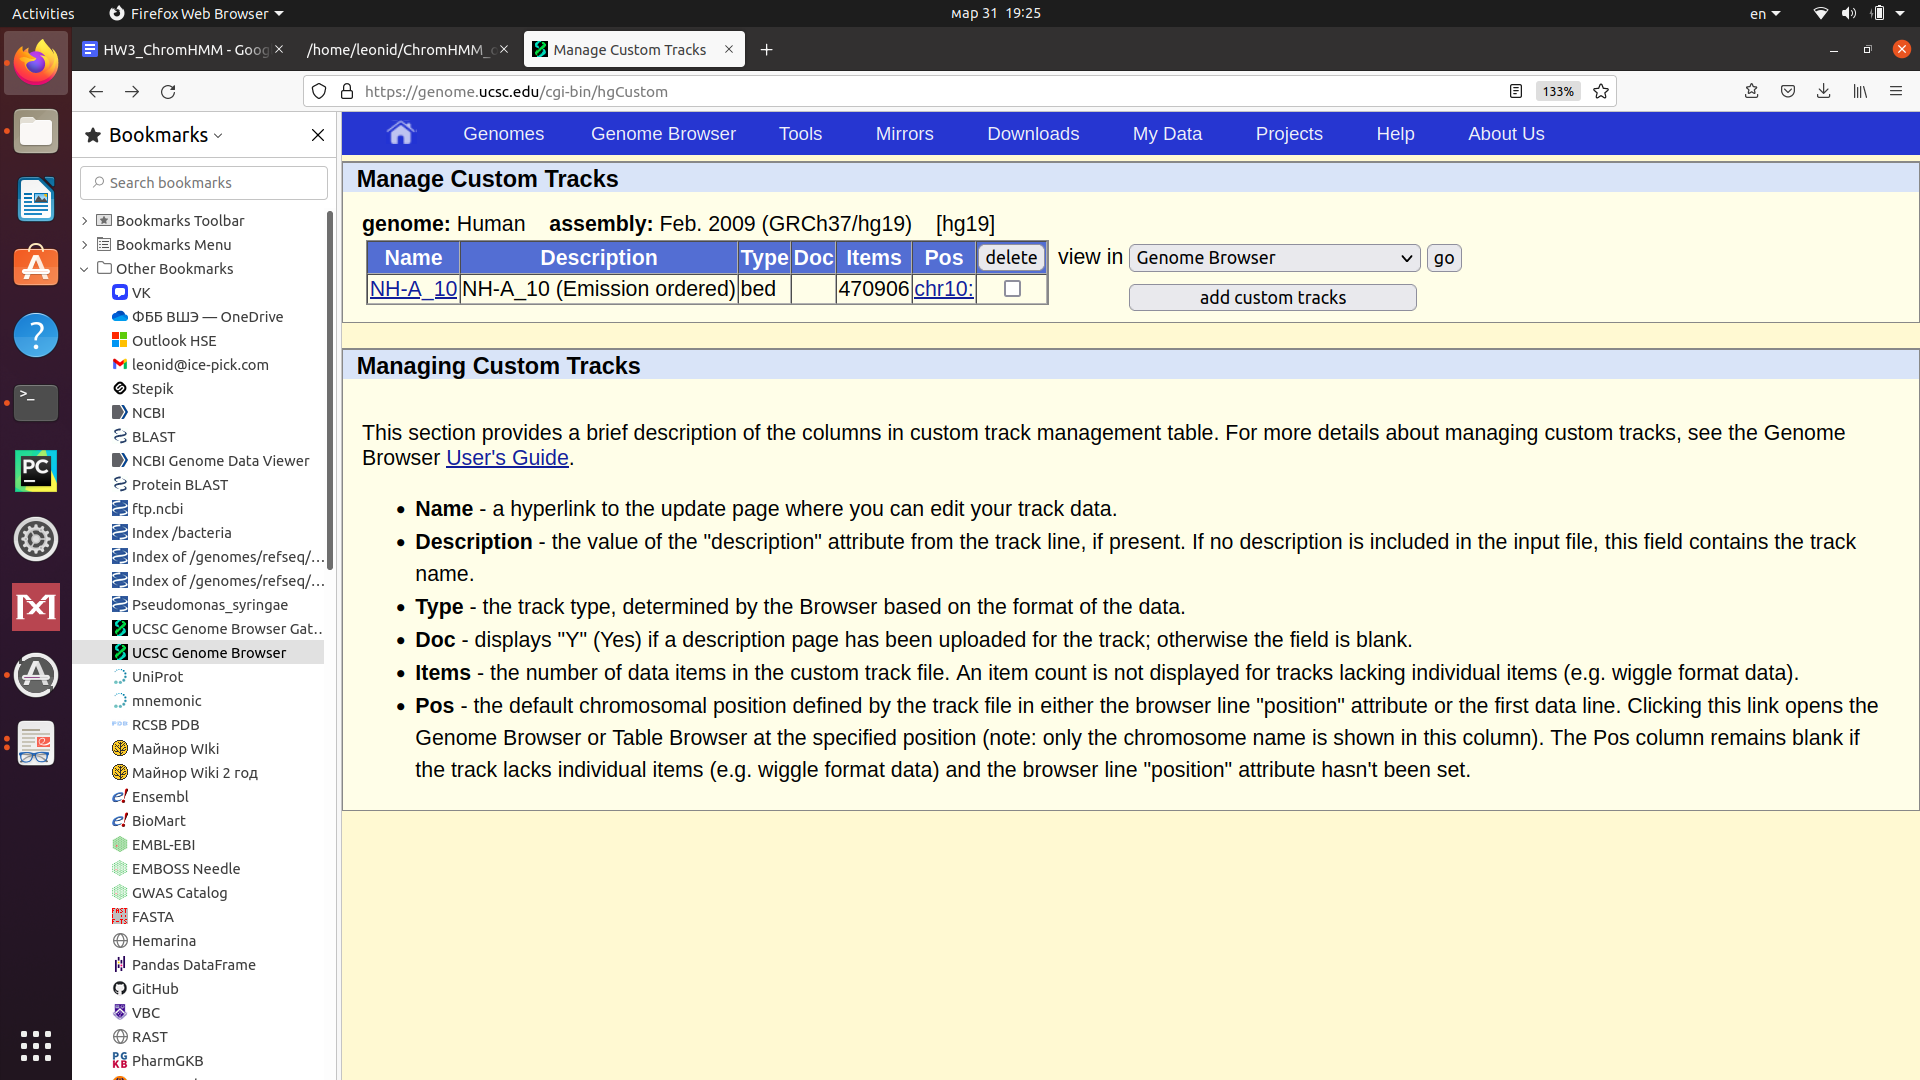 Activities
Firefox Web Browser
мар 31 19:25
en
HW3_ChromHMM - Goog
/home/leonid/ChromHMM_
Manage Custom Tracks
https://genome.ucsc.edu/cgi-bin/hgCustom
133%
Bookmarks
Search bookmarks
Bookmarks Toolbar
Bookmarks Menu
Other Bookmarks
VK
ФББ ВШЭ — OneDrive
Outlook HSE
leonid@ice-pick.com
Stepik
NCBI
BLAST
NCBI Genome Data Viewer
Protein BLAST
ftp.ncbi
Index /bacteria
Index of /genomes/refseq/…
Index of /genomes/refseq/…
Pseudomonas_syringae
UCSC Genome Browser Gat…
UCSC Genome Browser
UniProt
mnemonic
RCSB PDB
Майнор WIki
Майнор Wiki 2 год
Ensembl
BioMart
EMBL-EBI
EMBOSS Needle
GWAS Catalog
FASTA
Hemarina
Pandas DataFrame
GitHub
VBC
RAST
PharmGKB
Genomes Genome Browser Tools Mirrors Downloads My Data Projects Help About Us
Manage Custom Tracks
genome: Human assembly: Feb. 2009 (GRCh37/hg19) [hg19]
Name Description Type Doc Items Pos delete view in Genome Browser go
NH-A_10 NH-A_10 (Emission ordered) bed 470906 chr10: add custom tracks
Managing Custom Tracks
This section provides a brief description of the columns in custom track management table. For more details about managing custom tracks, see the Genome
Browser User's Guide.
• Name - a hyperlink to the update page where you can edit your track data.
• Description - the value of the "description" attribute from the track line, if present. If no description is included in the input file, this field contains the track
name.
• Type - the track type, determined by the Browser based on the format of the data.
• Doc - displays "Y" (Yes) if a description page has been uploaded for the track; otherwise the field is blank.
• Items - the number of data items in the custom track file. An item count is not displayed for tracks lacking individual items (e.g. wiggle format data).
• Pos - the default chromosomal position defined by the track file in either the browser line "position" attribute or the first data line. Clicking this link opens the
Genome Browser or Table Browser at the specified position (note: only the chromosome name is shown in this column). The Pos column remains blank if
the track lacks individual items (e.g. wiggle format data) and the browser line "position" attribute hasn't been set.